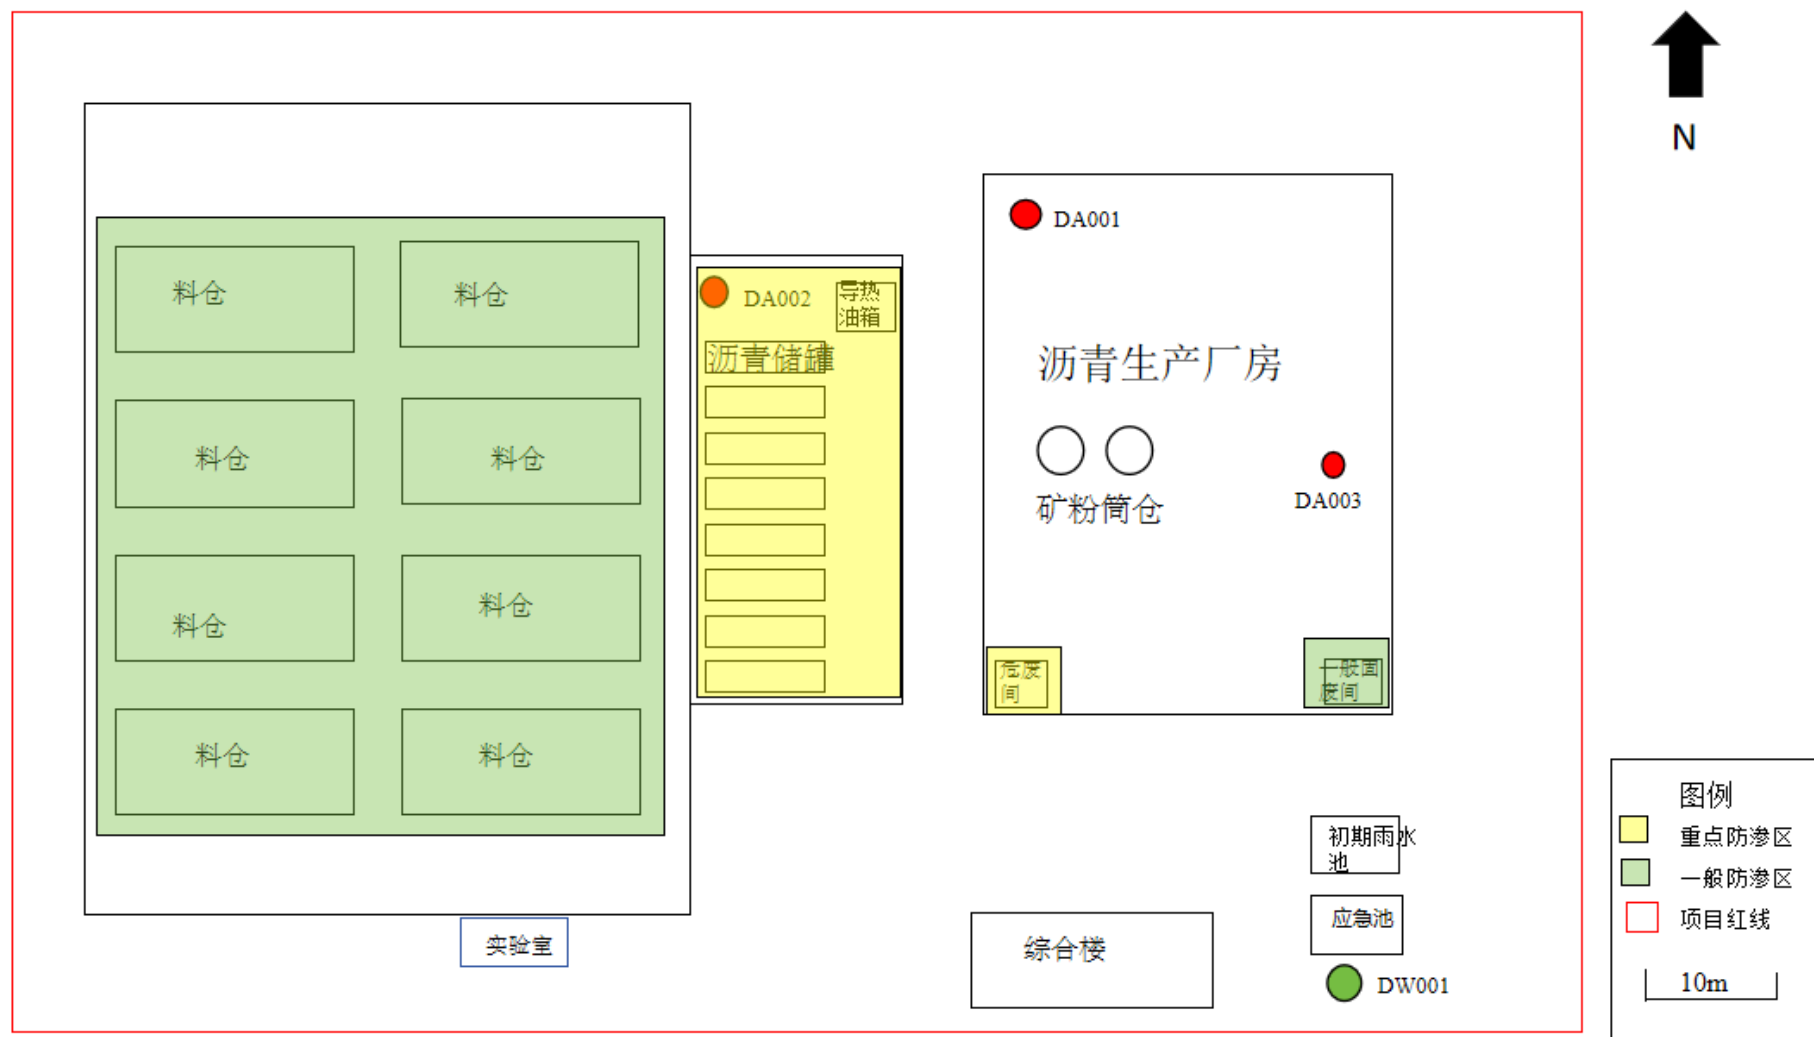 N
DA001
料仓
料仓
DA002
导热
油箱
沥青储罐
沥青生产厂房
料仓
料仓
矿粉筒仓
DA003
料仓
料仓
危废
间
一般固
废间
料仓
料仓
图例
重点防渗区
一般防渗区
项目红线
10m
初期雨水
池
应急池
实验室
综合楼
DW001